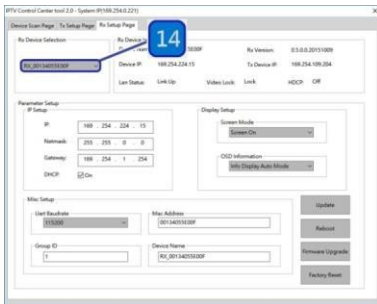 IPTV Control Center tool 2.0 - System IP(169.254.0.221)
Device Scan Page Tx Setup Page Rx Setup Page
14
Rx Device Selection
RX_00134055E00F
Device IP: 169.254.224.15
Lan Status: Link Up
Video Lock: Lock
Rx Version: 0.5.0.0.20151009
Tx Device IP: 169.254.109.204
HDCP: Off
Parameter Setup
IP Setup
IP: 169 . 254 . 224 . 15
Netmask: 255 . 255 . 0 . 0
Gateway: 169 . 254 . 1 . 254
DHCP: On
Display Setup
Screen Mode
Screen On
OSD Information
Info Display Auto Mode
Misc Setup
Uart Baudrate
115200
Mac Address
00134055E00F
Group ID
1
Device Name
RX_00134055E00F
Update
Reboot
Firmware Upgrade
Factory Reset